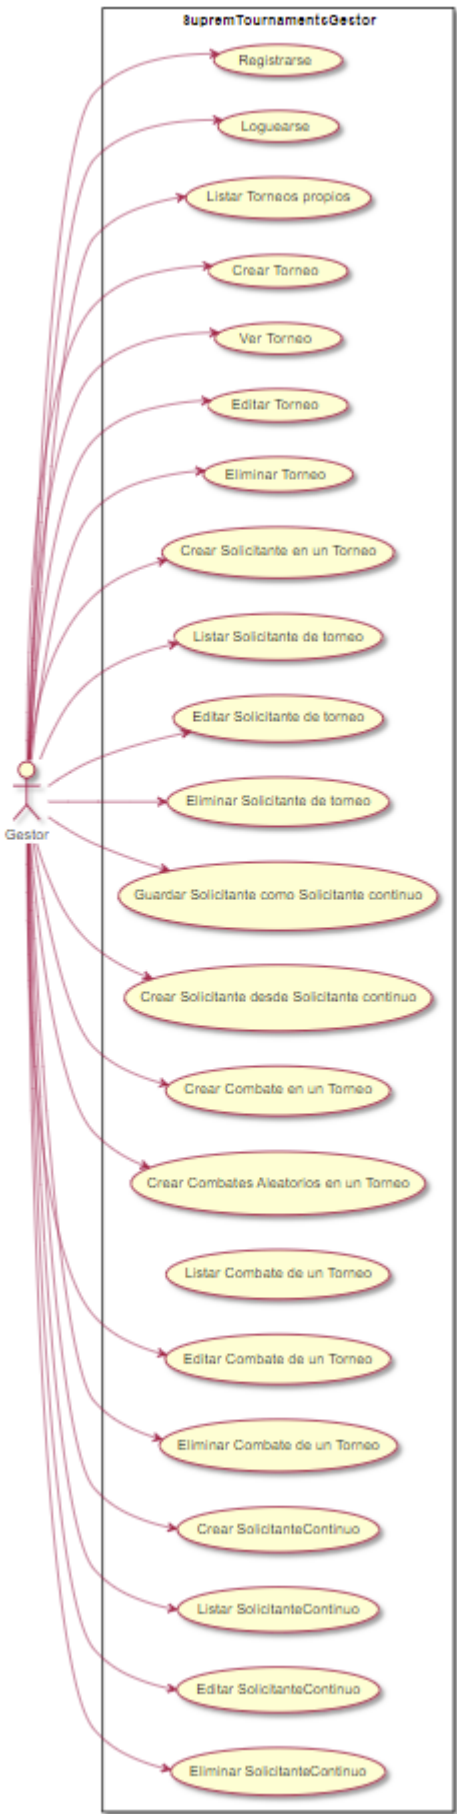 SupremTournamentsGestor
Registrarse
Loguearse
Listar Torneos propios
Crear Torneo
Ver Torneo
Editar Torneo
Eliminar Torneo
Crear Solicitante en un Torneo
Listar Solicitante de torneo
Editar Solicitante de torneo
Eliminar Solicitante de torneo
Gestor
Guardar Solicitante como Solicitante continuo
Crear Solicitante desde Solicitante continuo
Crear Combate en un Torneo
Crear Combates Aleatorios en un Torneo
Listar Combate de un Torneo
Editar Combate de un Torneo
Eliminar Combate de un Torneo
Crear SolicitanteContinuo
Listar SolicitanteContinuo
Editar SolicitanteContinuo
Eliminar SolicitanteContinuo